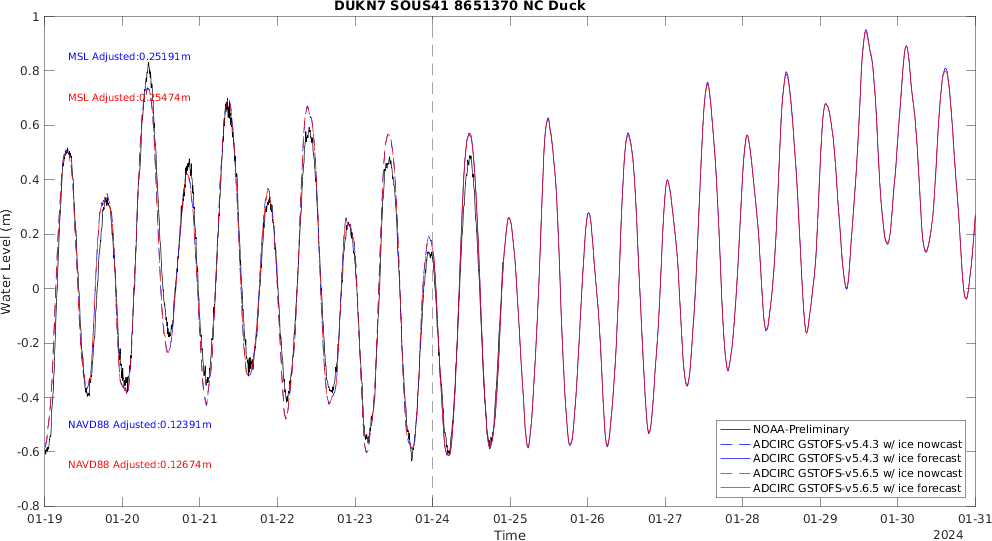 DUKN7 SOUS41 8651370 NC Duck
MSL Adjusted:0.25191m
MSL Adjusted:0.25474m
NAVD88 Adjusted:0.12391m
NAVD88 Adjusted:0.12674m
Water Level (m)
1
0.8
0.6
0.4
0.2
0
-0.2
-0.4
-0.6
-0.8
NOAA-Preliminary
ADCIRC GSTOFS-v5.4.3 w/ ice nowcast
ADCIRC GSTOFS-v5.4.3 w/ ice forecast
ADCIRC GSTOFS-v5.6.5 w/ ice nowcast
ADCIRC GSTOFS-v5.6.5 w/ ice forecast
01-19 01-20 01-21 01-22 01-23 01-24 01-25 01-26 01-27 01-28 01-29 01-30 01-31
Time
2024